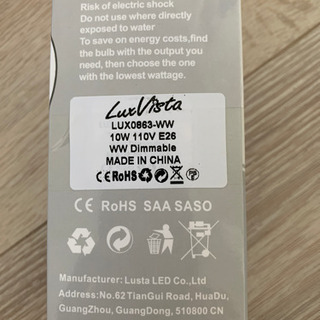 Risk of electric shock
Do not use where directly
exposed to water
To save on energy costs,find
the bulb with the output you
need, then choose the one
with the lowest wattage.
LuxVista
LUX0863-WW
10W 110V E26
WW Dimmable
MADE IN CHINA
CE RoHS
CE RoHS SAA SASO
Manufacturer: Lusta LED Co.,Ltd
Address:No.62 TianGui Road, HuaDu,
GuangZhou, GuangDong, 510800 CN